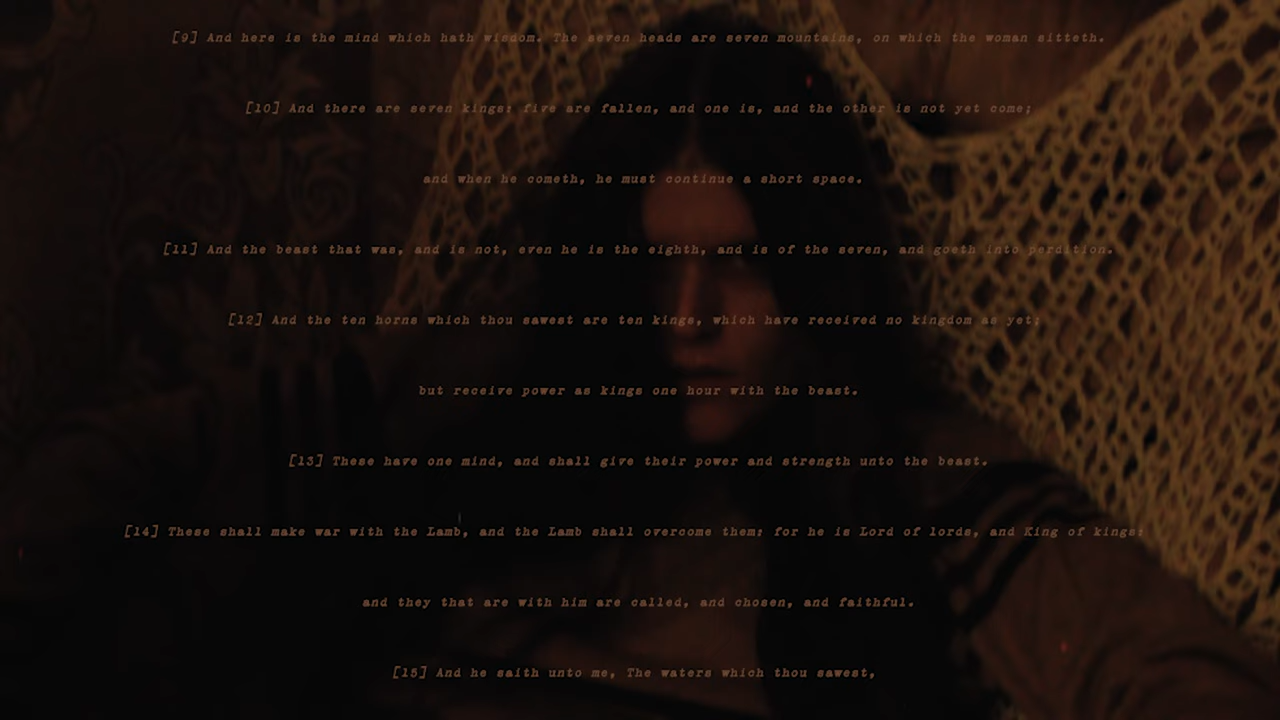 [9] And here is the mind which hath wisdom. The seven heads are seven mountains, on which the woman sitteth.
[10] And there are seven kings: five are fallen, and one is, and the other is not yet come;
and when he cometh, he must continue a short space.
[11] And the beast that was, and is not, even he is the eighth, and is of the seven, and goeth into perdition.
[12] And the ten horns which thou sawest are ten kings, which have received no kingdom as yet;
but receive power as kings one hour with the beast.
[13] These have one mind, and shall give their power and strength unto the beast.
[14] These shall make war with the Lamb, and the Lamb shall overcome them: for he is Lord of lords, and King of kings:
and they that are with him are called, and chosen, and faithful.
[15] And he saith unto me, The waters which thou sawest,